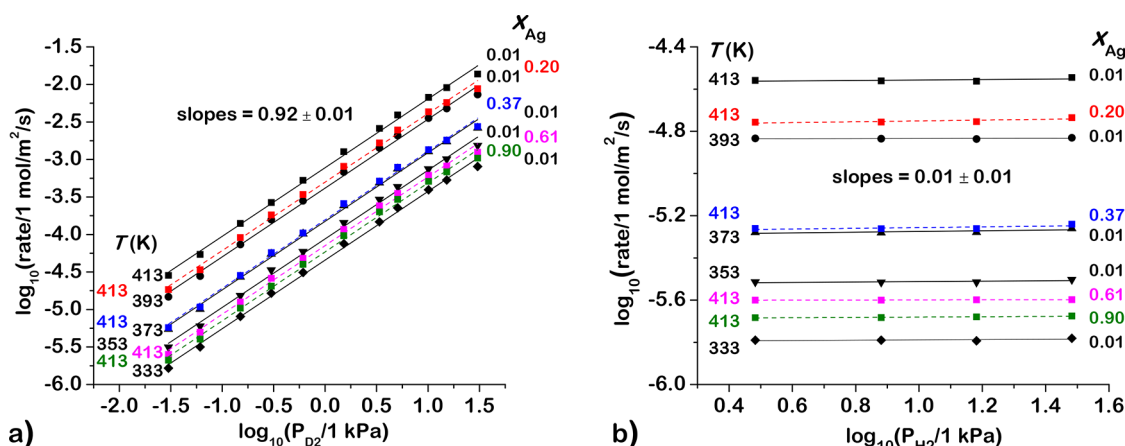 X Ag
-1.5
-2.0
-2.5
-3.0
-3.5
-4.0
-4.5
-5.0
-5.5
-6.0
log10(rate/1 mol/m^2/s)
slopes = 0.92 ± 0.01
0.01
0.01 0.20
0.37
0.01
0.01
0.61
0.90 0.01
T(K)
413
413
393
413
373
353
413
413
333
-2.0 -1.5 -1.0 -0.5 0.0 0.5 1.0 1.5
log10(P D2/1 kPa)
a)
-4.4
-4.8
-5.2
-5.6
-6.0
log10(rate/1 mol/m^2/s)
T(K)
X Ag
413 0.01
413 0.20
393 0.01
slopes = 0.01 ± 0.01
413 0.37
373 0.01
353 0.01
413 0.61
413 0.90
333 0.01
0.4 0.6 0.8 1.0 1.2 1.4 1.6
log10(P H2/1 kPa)
b)